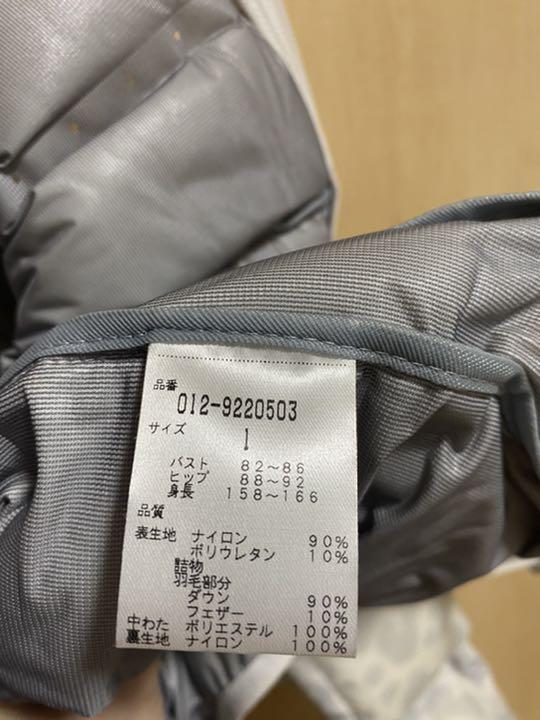 品番
012-9220503
サイズ 1
バスト 82～86
ヒップ 88～92
身長 158～166
品質
表生地 ナイロン 90%
ポリウレタン 10%
詰物
羽毛部分
ダウン 90%
フェザー 10%
中わた ポリエステル 100%
裏生地 ナイロン 100%